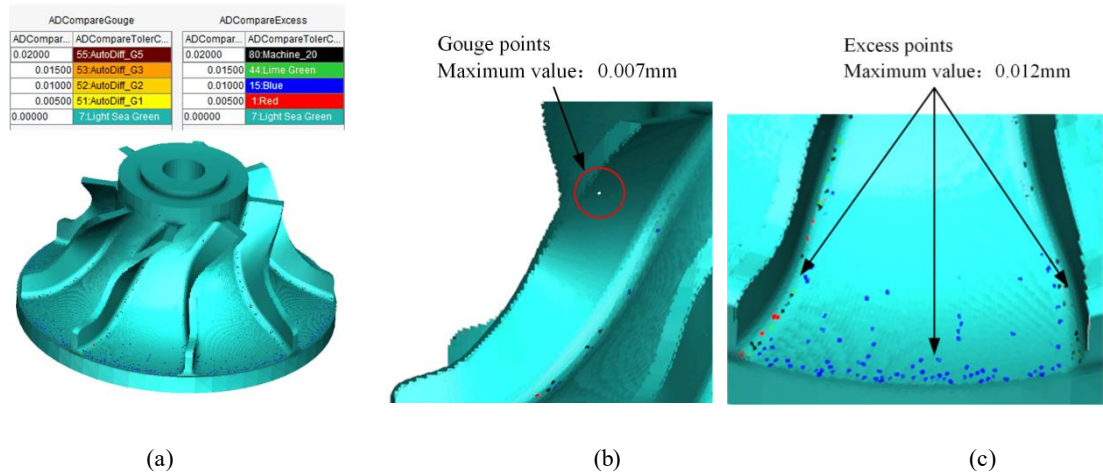 ADCompareGouge
ADCompareExcess
ADCompar... ADCompareTolerC...
ADCompar... ADCompareTolerC...
0.02000 55:AutoDiff_G5
0.02000 80:Machine_20
0.01500 53:AutoDiff_G3
0.01500 44:Lime Green
0.01000 52:AutoDiff_G2
0.01000 15:Blue
0.00500 51:AutoDiff_G1
0.00500 1:Red
0.00000 7:Light Sea Green
0.00000 7:Light Sea Green
Gouge points
Maximum value: 0.007mm
Excess points
Maximum value: 0.012mm
(a)
(b)
(c)